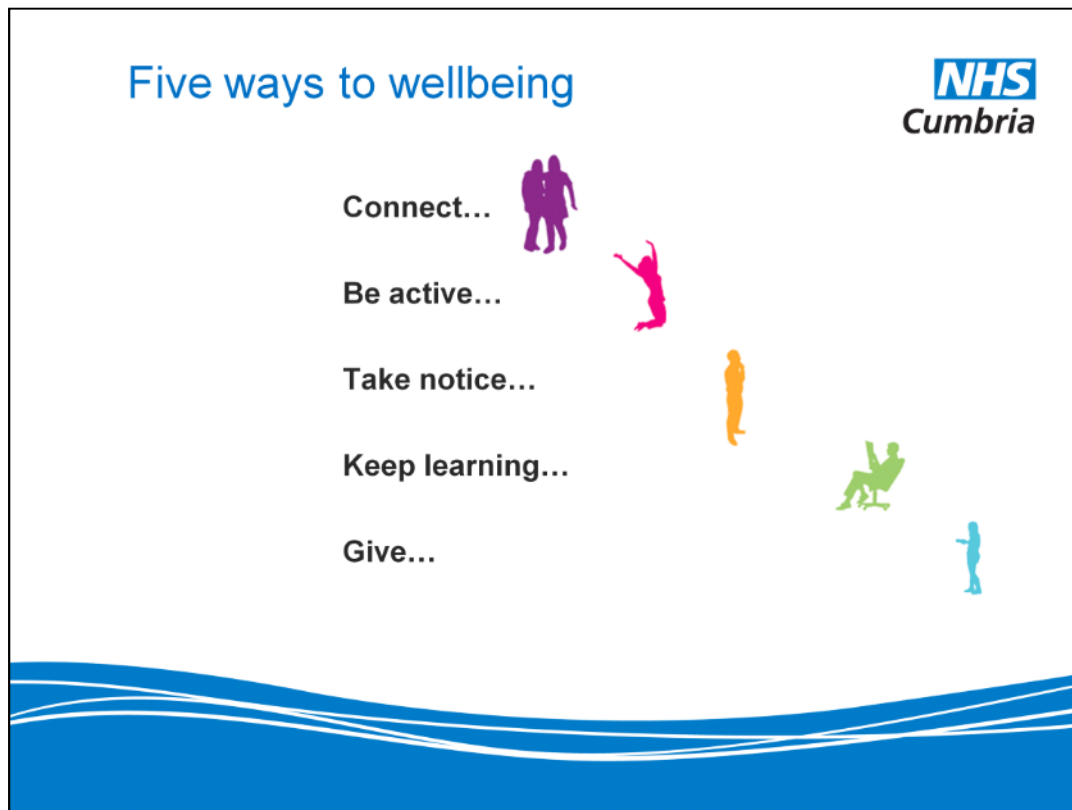 Five ways to wellbeing
NHS
Cumbria
Connect…
Be active…
Take notice…
Keep learning…
Give…